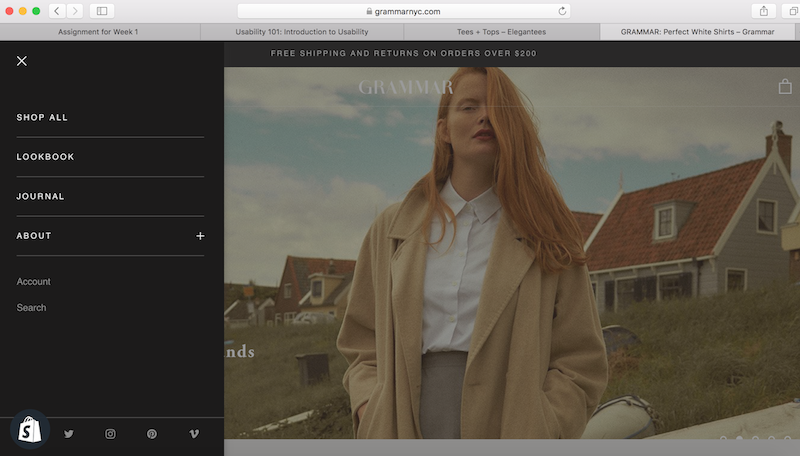 grammarnyc.com
Assignment for Week 1
Usability 101: Introduction to Usability
Tees + Tops – Elegantees
GRAMMAR: Perfect White Shirts – Grammar
FREE SHIPPING AND RETURNS ON ORDERS OVER $200
GRAMMAR
SHOP ALL
LOOKBOOK
JOURNAL
ABOUT
Account
Search
nds
S